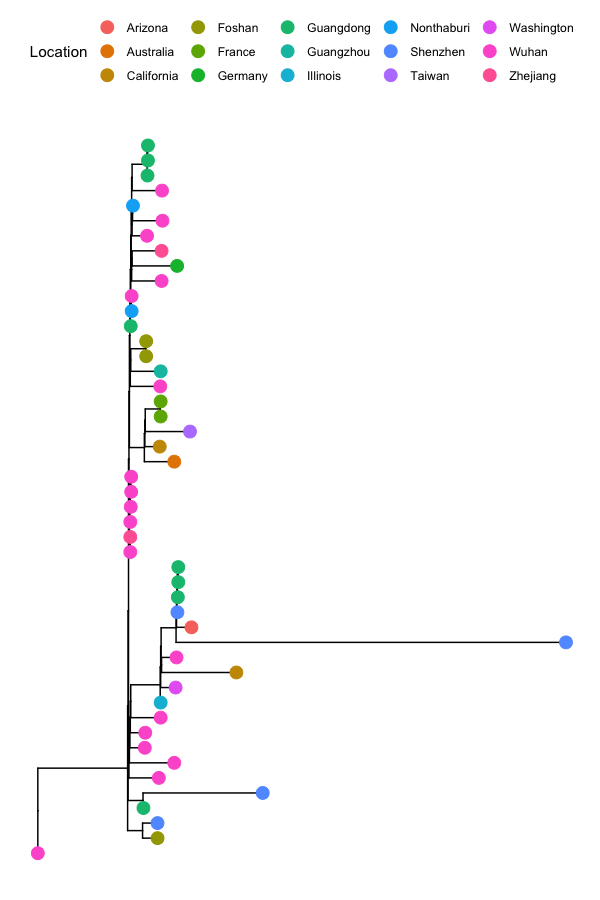 Arizona Foshan Guangdong Nonthaburi Washington
Location Australia France Guangzhou Shenzhen Wuhan
California Germany Illinois Taiwan Zhejiang